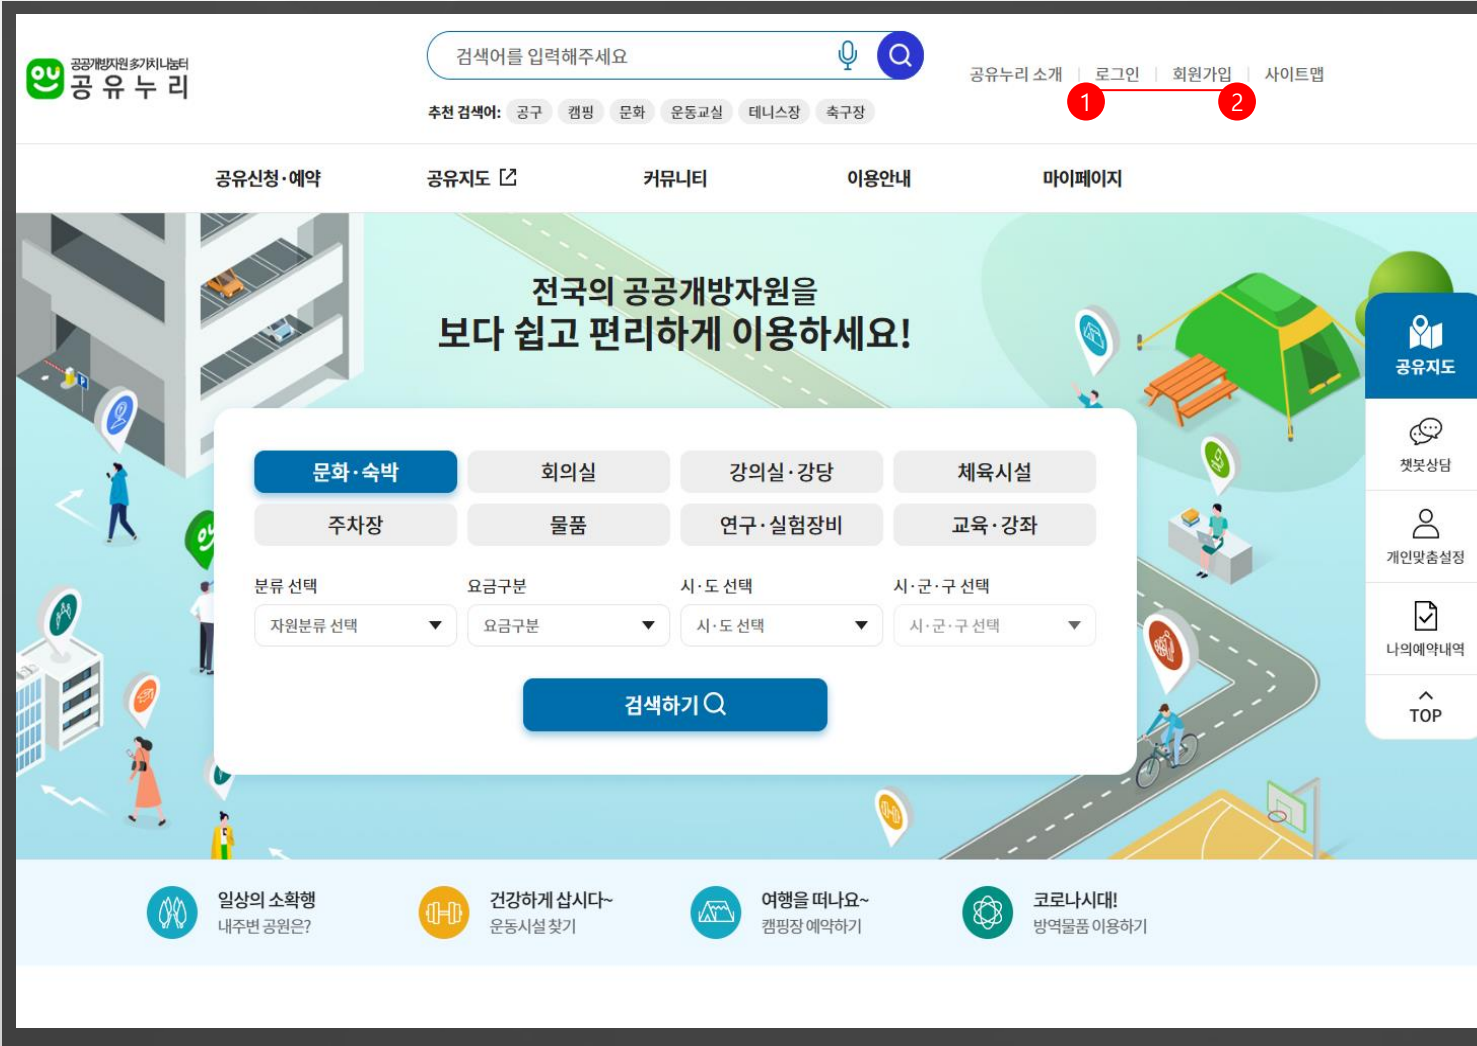 공공개방자원 多가치 나눔터
공유누리
검색어를 입력해주세요
공유누리 소개 로그인 회원가입 사이트맵
1 2
추천 검색어: 공구 캠핑 문화 운동교실 테니스장 축구장
공유신청·예약 공유지도 커뮤니티 이용안내 마이페이지
전국의 공공개방자원을
보다 쉽고 편리하게 이용하세요!
문화·숙박 회의실 강의실·강당 체육시설
주차장 물품 연구·실험장비 교육·강좌
분류 선택 요금구분 시·도 선택 시·군·구 선택
자원분류 선택 요금구분 시·도 선택 시·군·구 선택
검색하기
공유지도
챗봇상담
개인맞춤설정
나의예약내역
TOP
P
일상의 소확행 건강하게 삽시다~ 여행을 떠나요~ 코로나시대!
내주변 공원은? 운동시설 찾기 캠핑장 예약하기 방역물품 이용하기